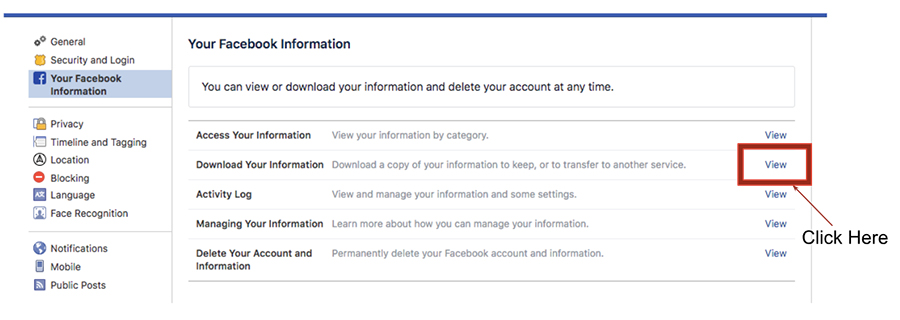 General
Security and Login
Your Facebook
Information
Privacy
Timeline and Tagging
Location
Blocking
Language
Face Recognition
Notifications
Mobile
Public Posts
Your Facebook Information
You can view or download your information and delete your account at any time.
Access Your Information View your information by category. View
Download Your Information Download a copy of your information to keep, or to transfer to another service. View
Activity Log View and manage your information and some settings. View
Managing Your Information Learn more about how you can manage your information. View
Delete Your Account and Permanently delete your Facebook account and information. View
Information
Click Here